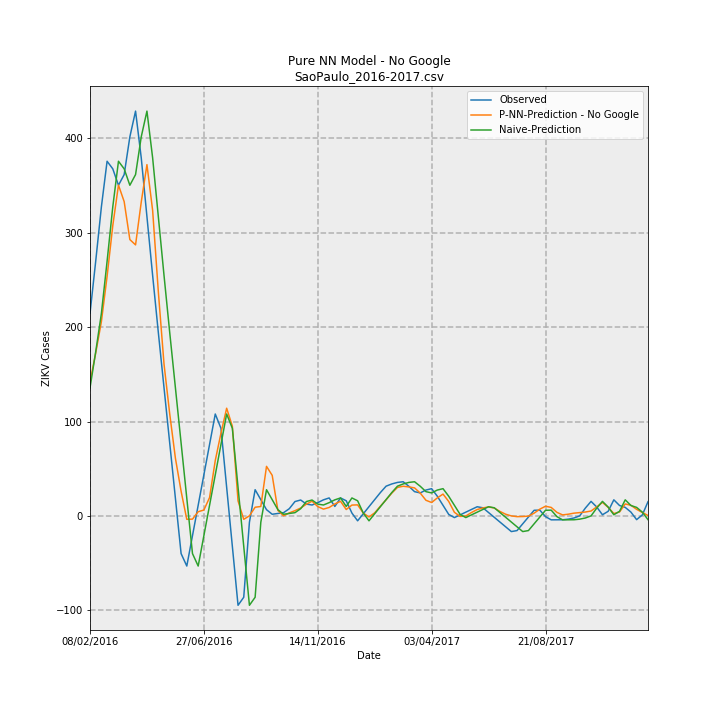 Pure NN Model - No Google
SaoPaulo_2016-2017.csv
Observed
P-NN-Prediction - No Google
Naive-Prediction
ZIKV Cases
400
300
200
100
0
−100
08/02/2016
27/06/2016
14/11/2016
03/04/2017
21/08/2017
Date